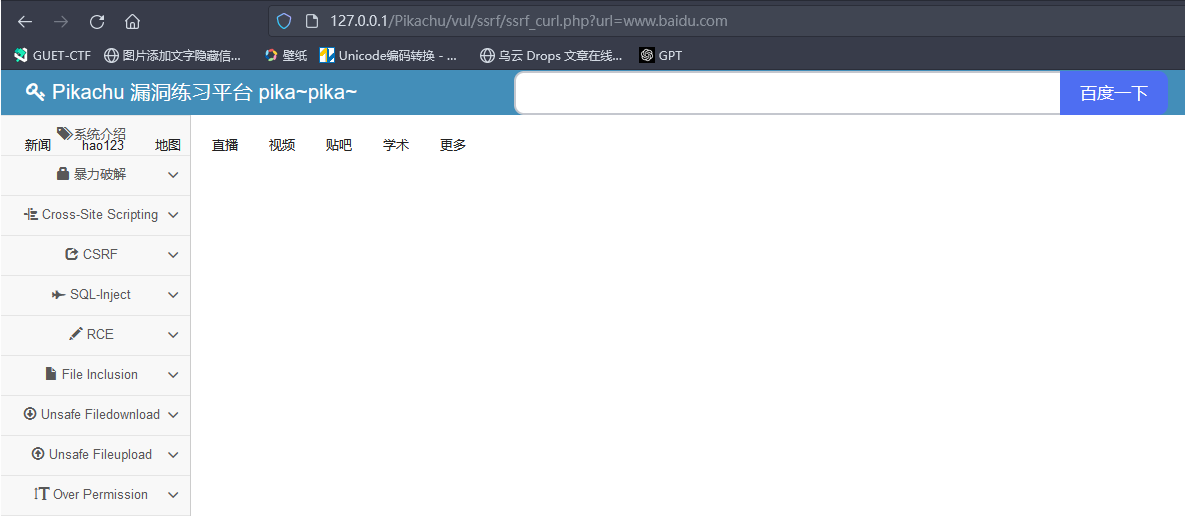 127.0.0.1/Pikachu/vul/ssrf/ssrf_curl.php?url=www.baidu.com
GUET-CTF 图片添加文字隐藏信... 壁纸 Unicode编码转换 - ... 乌云 Drops 文章在线... GPT
Pikachu 漏洞练习平台 pika~pika~ 百度一下
系统介绍
新闻 hao123 地图 直播 视频 贴吧 学术 更多
暴力破解
Cross-Site Scripting
CSRF
SQL-Inject
RCE
File Inclusion
Unsafe Filedownload
Unsafe Fileupload
Over Permission